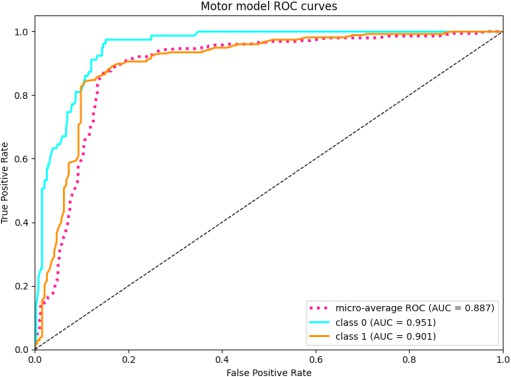 Motor model ROC curves
True Positive Rate
1.0
0.8
0.6
0.4
0.2
0.0
0.0 0.2 0.4 0.6 0.8 1.0
False Positive Rate
micro-average ROC (AUC = 0.887)
class 0 (AUC = 0.951)
class 1 (AUC = 0.901)